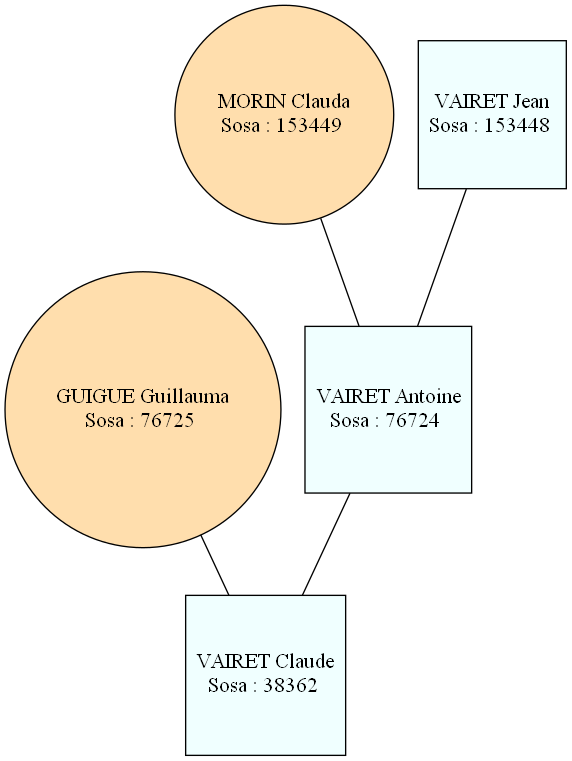 MORIN Clauda
Sosa : 153449
VAIRET Jean
Sosa : 153448
GUIGUE Guillauma
Sosa : 76725
VAIRET Antoine
Sosa : 76724
VAIRET Claude
Sosa : 38362